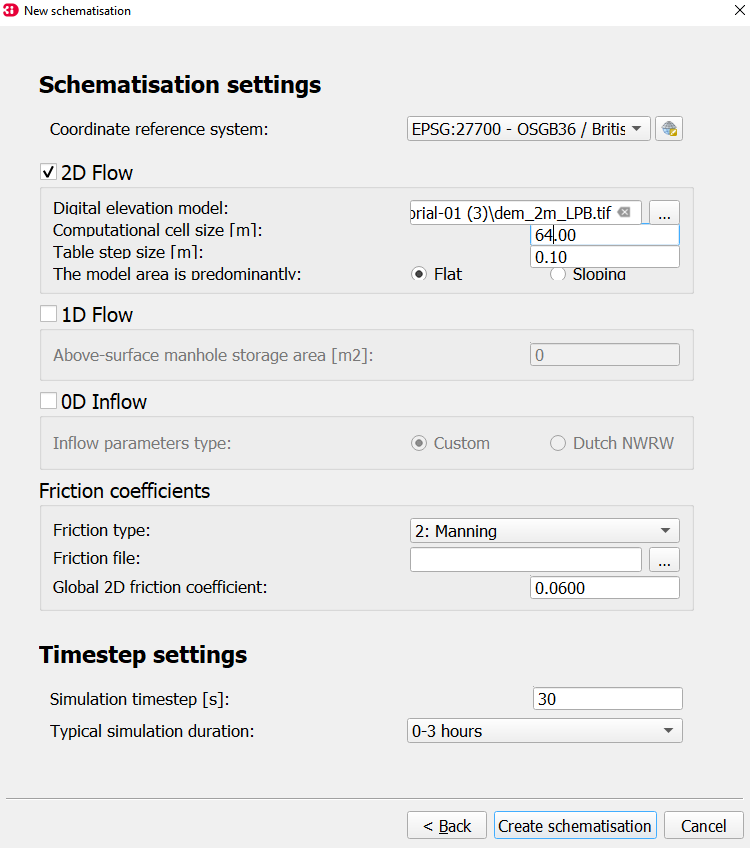 New schematisation
Schematisation settings
Coordinate reference system: EPSG:27700 - OSGB36 / Britis
2D Flow
Digital elevation model: orial-01 (3)\dem_2m_LPB.tif ...
Computational cell size [m]: 64.00
Table step size [m]: 0.10
The model area is predominantly: Flat Sloping
1D Flow
Above-surface manhole storage area [m2]: 0
0D Inflow
Inflow parameters type: Custom Dutch NWRW
Friction coefficients
Friction type: 2: Manning
Friction file: ...
Global 2D friction coefficient: 0.0600
Timestep settings
Simulation timestep [s]: 30
Typical simulation duration: 0-3 hours
< Back Create schematisation Cancel